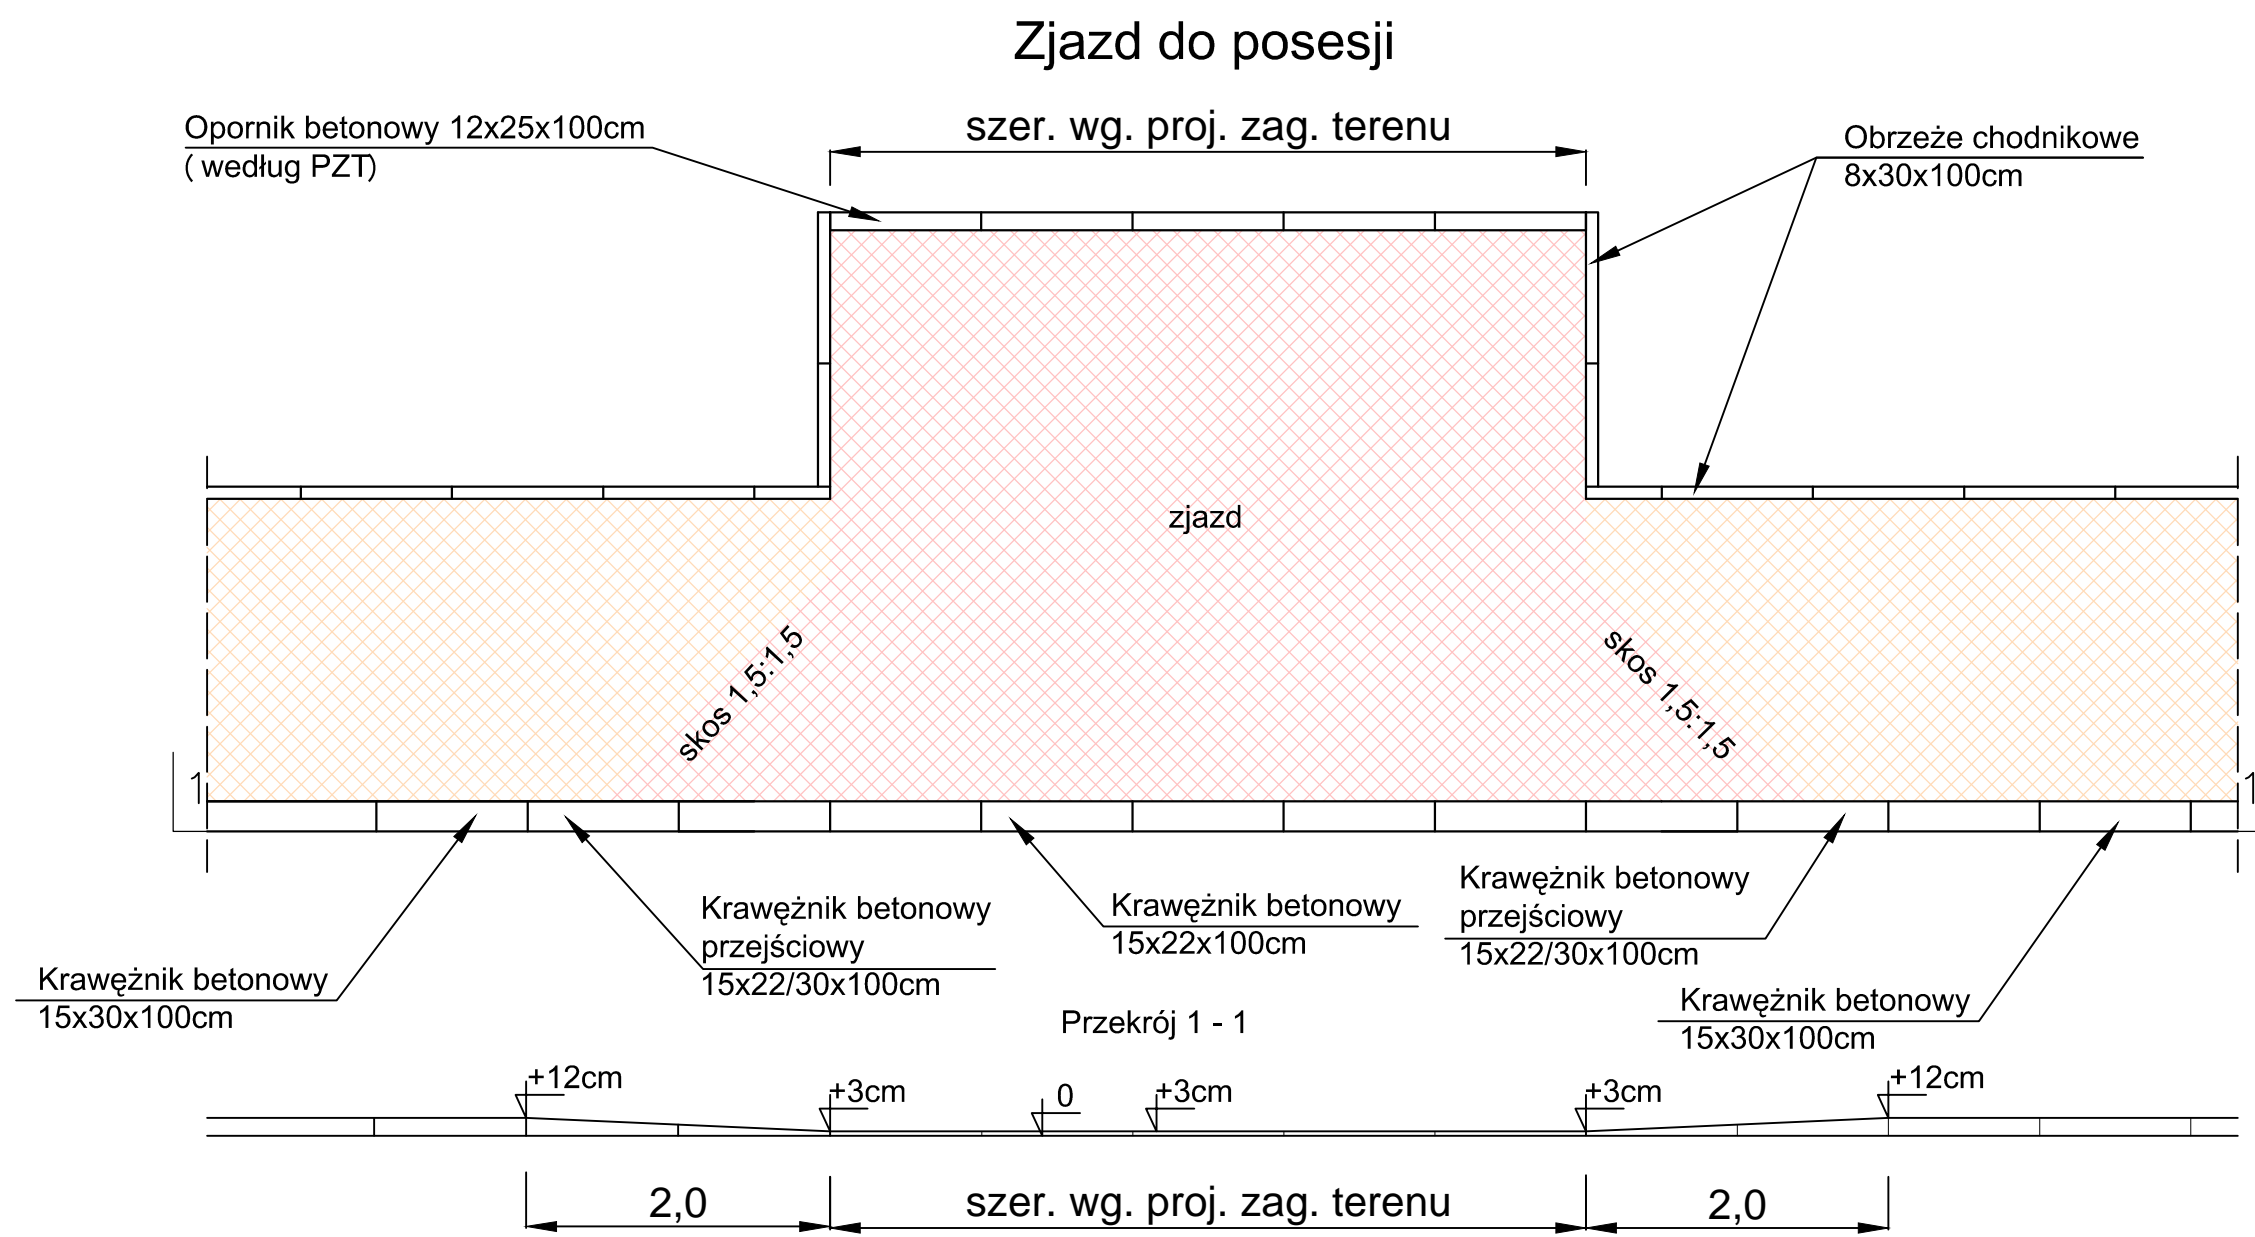 Zjazd do posesji
szer. wg. proj. zag. terenu
Opornik betonowy 12x25x100cm
( według PZT)
Obrzeże chodnikowe
8x30x100cm
zjazd
skos 1,5:1,5
skos 1,5:1,5
1
1
Krawężnik betonowy
15x30x100cm
Krawężnik betonowy
przejściowy
15x22/30x100cm
Krawężnik betonowy
15x22x100cm
Krawężnik betonowy
przejściowy
15x22/30x100cm
Krawężnik betonowy
15x30x100cm
Przekrój 1 - 1
+12cm
+3cm
0
+3cm
+3cm
+12cm
2,0
szer. wg. proj. zag. terenu
2,0